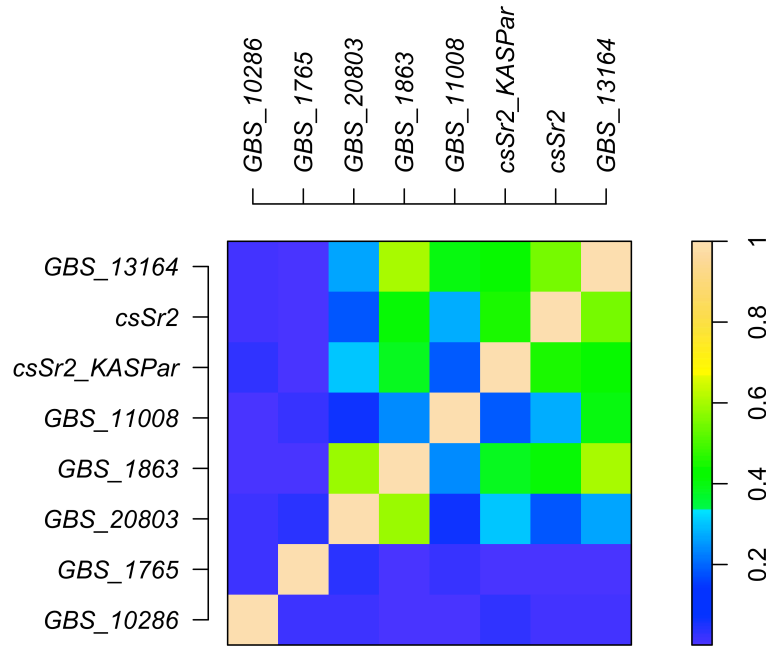 GBS_10286
GBS_1765
GBS_20803
GBS_1863
GBS_11008
csSr2_KASPar
csSr2
GBS_13164
GBS_13164
csSr2
csSr2_KASPar
GBS_11008
GBS_1863
GBS_20803
GBS_1765
GBS_10286
1
0.8
0.6
0.4
0.2